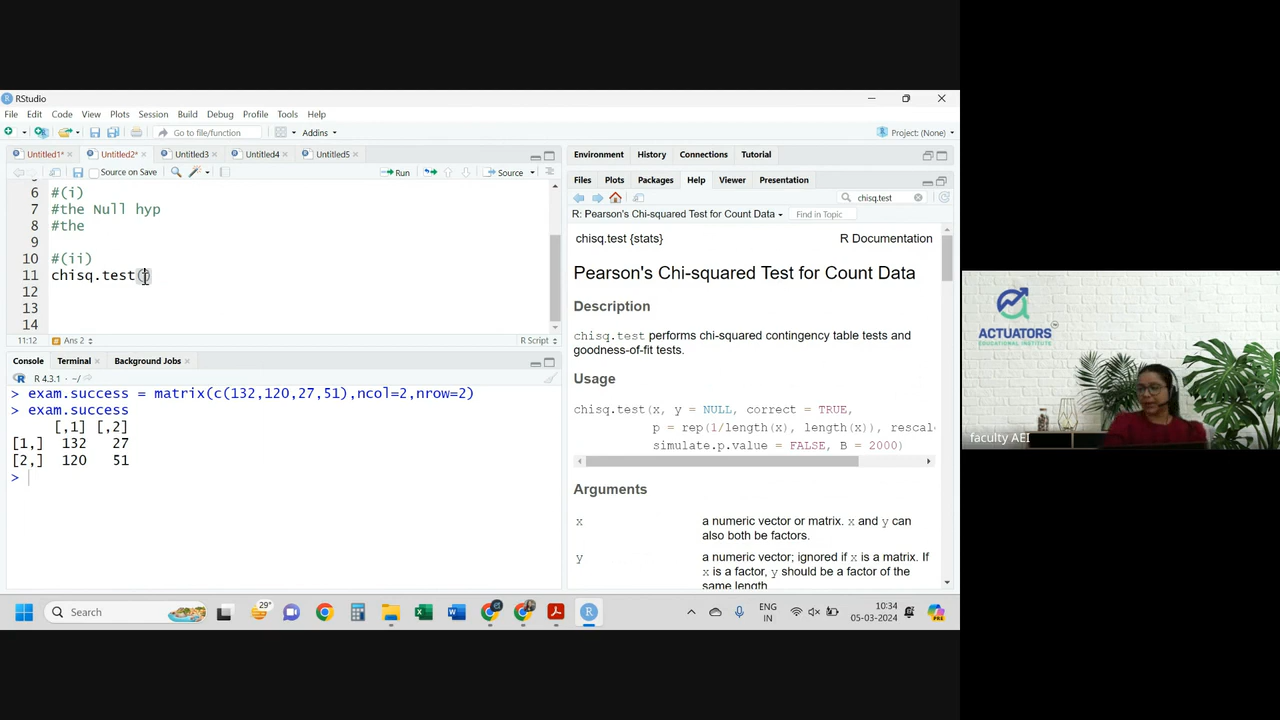 RStudio
File Edit Code View Plots Session Build Debug Profile Tools Help
Go to file/function Addins Project: (None)
Untitled1* Untitled2* Untitled3 Untitled4 Untitled5
Source on Save Run Source
6 #(i)
7 #the Null hyp
8 #the
9
10 #(ii)
11 chisq.test()
12
13
14
11:12 Ans 2 R Script
Console Terminal Background Jobs
R 4.3.1 · ~/
> exam.success = matrix(c(132,120,27,51),ncol=2,nrow=2)
> exam.success
[,1] [,2]
[1,] 132 27
[2,] 120 51
>
Environment History Connections Tutorial
Files Plots Packages Help Viewer Presentation
chisq.test
R: Pearson's Chi-squared Test for Count Data Find in Topic
chisq.test {stats} R Documentation
Pearson's Chi-squared Test for Count Data
Description
chisq.test performs chi-squared contingency table tests and
goodness-of-fit tests.
Usage
chisq.test(x, y = NULL, correct = TRUE,
p = rep(1/length(x), length(x)), rescal
simulate.p.value = FALSE, B = 2000)
Arguments
x a numeric vector or matrix. x and y can
also both be factors.
y a numeric vector; ignored if x is a matrix. If
x is a factor, y should be a factor of the
same length
ACTUATORS
EDUCATIONAL INSTITUTE
faculty AEI
Search 29° ENG 10:34
IN 05-03-2024